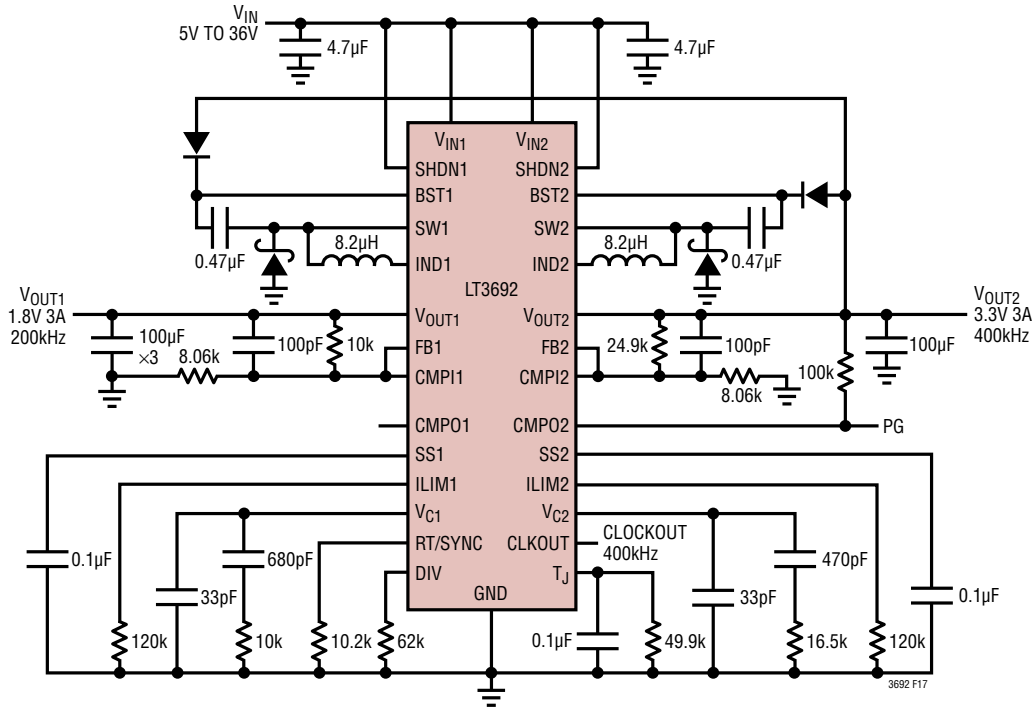 VIN
5V TO 36V
4.7µF
4.7µF
VIN1
VIN2
SHDN1
SHDN2
BST1
BST2
SW1
SW2
0.47µF
8.2µH
8.2µH
0.47µF
IND1
IND2
LT3692
VOUT1
1.8V 3A
200kHz
VOUT1
VOUT2
VOUT2
3.3V 3A
400kHz
100µF
×3
8.06k
100pF
10k
FB1
FB2
24.9k
100pF
100µF
CMPI1
CMPI2
8.06k
100k
CMPO1
CMPO2
PG
SS1
SS2
ILIM1
ILIM2
VC1
VC2
RT/SYNC
CLKOUT
CLOCKOUT
400kHz
DIV
TJ
GND
0.1µF
33pF
680pF
470pF
33pF
0.1µF
120k
10k
10.2k
62k
0.1µF
49.9k
16.5k
120k
3692 F17